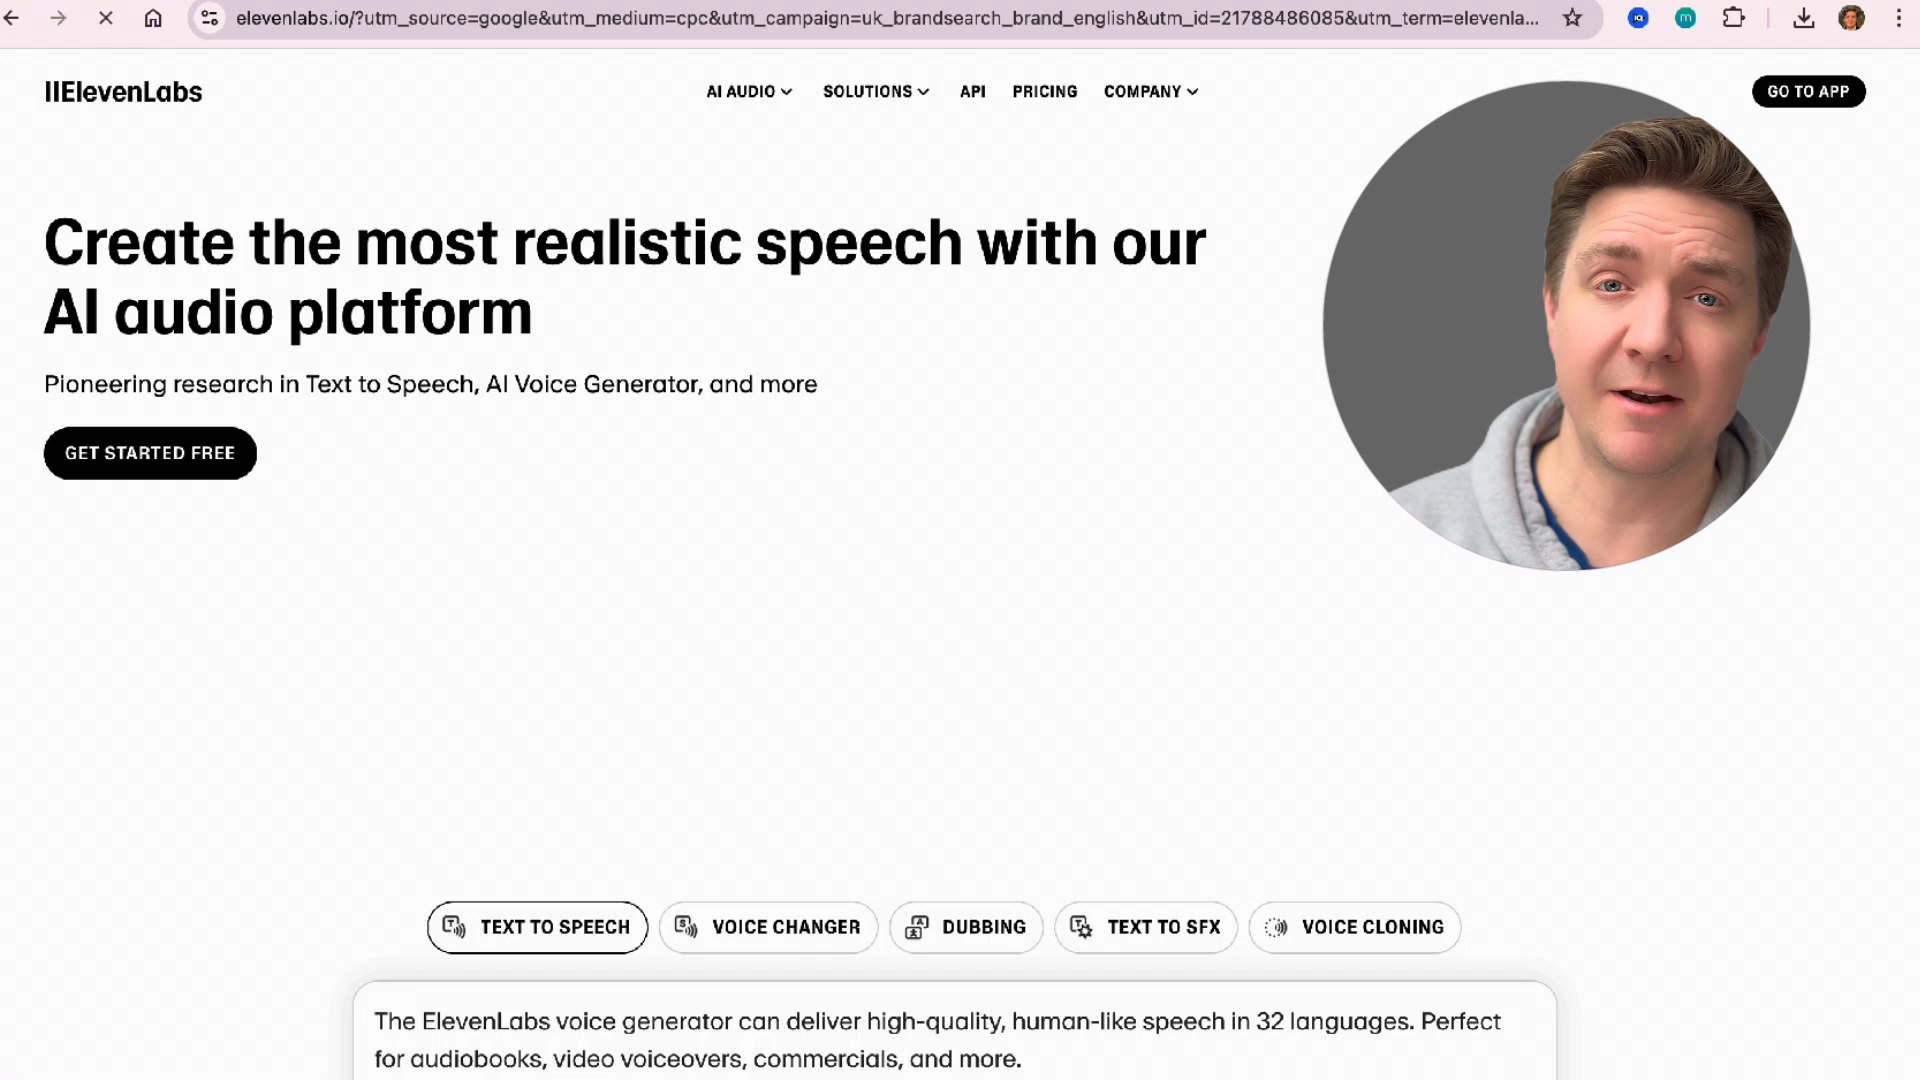 elevenlabs.io/?utm_source=google&utm_medium=cpc&utm_campaign=uk_brandsearch_brand_english&utm_id=21788486085&utm_term=elevenla...
IIElevenLabs
AI AUDIO
SOLUTIONS
API
PRICING
COMPANY
GO TO APP
Create the most realistic speech with our
AI audio platform
Pioneering research in Text to Speech, AI Voice Generator, and more
GET STARTED FREE
TEXT TO SPEECH
VOICE CHANGER
DUBBING
TEXT TO SFX
VOICE CLONING
The ElevenLabs voice generator can deliver high-quality, human-like speech in 32 languages. Perfect
for audiobooks, video voiceovers, commercials, and more.